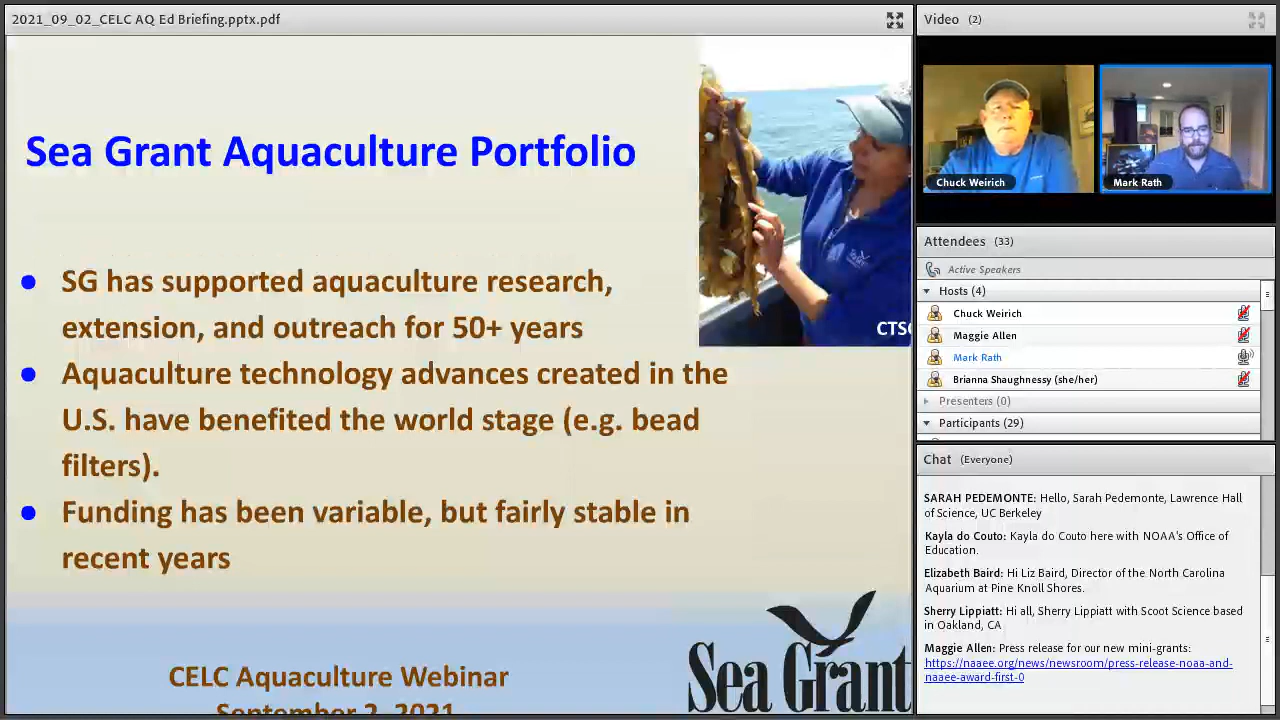 2021_09_02_CELC AQ Ed Briefing.pptx.pdf
Sea Grant Aquaculture Portfolio
CTSG
SG has supported aquaculture research,
extension, and outreach for 50+ years
Aquaculture technology advances created in the
U.S. have benefited the world stage (e.g. bead
filters).
Funding has been variable, but fairly stable in
recent years
CELC Aquaculture Webinar
September 2, 2021
Sea Grant
Video (2)
Chuck Weirich
Mark Rath
Attendees (33)
Active Speakers
Hosts (4)
Chuck Weirich
Maggie Allen
Mark Rath
Brianna Shaughnessy (she/her)
Presenters (0)
Participants (29)
Chat (Everyone)
SARAH PEDEMONTE: Hello, Sarah Pedemonte, Lawrence Hall
of Science, UC Berkeley
Kayla do Couto: Kayla do Couto here with NOAA's Office of
Education.
Elizabeth Baird: Hi Liz Baird, Director of the North Carolina
Aquarium at Pine Knoll Shores.
Sherry Lippiatt: Hi all, Sherry Lippiatt with Scoot Science based
in Oakland, CA
Maggie Allen: Press release for our new mini-grants:
https://naaee.org/news/newsroom/press-release-noaa-and-
naaee-award-first-0